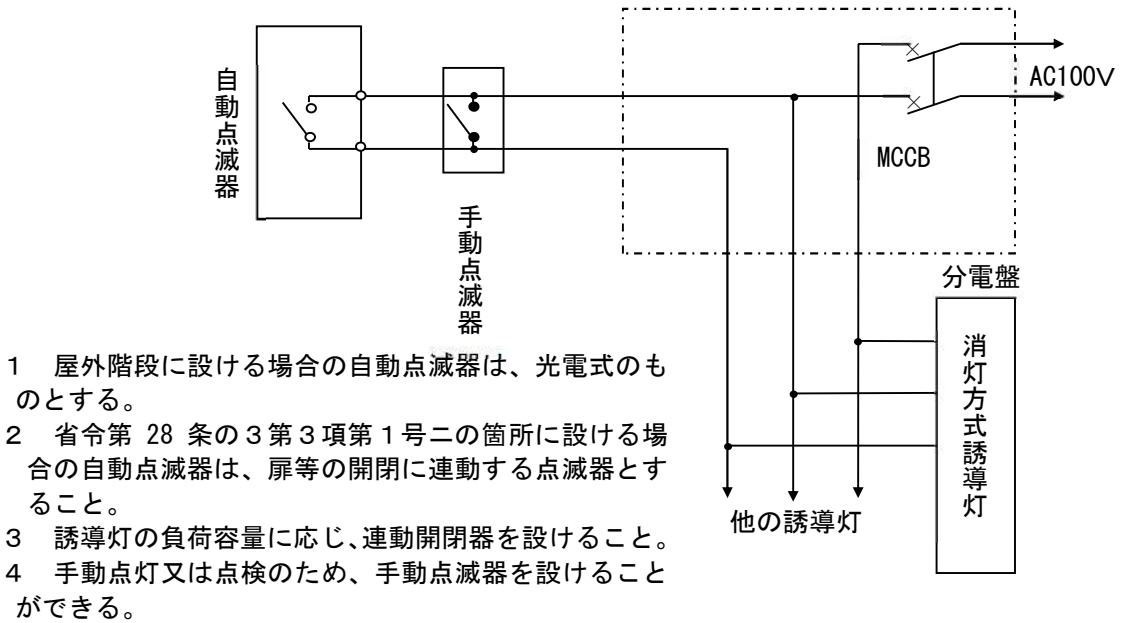 自動点滅器
手動点滅器
AC100V
MCCB
分電盤
消灯方式誘導灯
他の誘導灯
1　屋外階段に設ける場合の自動点滅器は、光電式のも
のとする。
2　省令第 28 条の3第3項第1号ニの箇所に設ける場
合の自動点滅器は、扉等の開閉に連動する点滅器とす
ること。
3　誘導灯の負荷容量に応じ、連動開閉器を設けること。
4　手動点灯又は点検のため、手動点滅器を設けること
ができる。